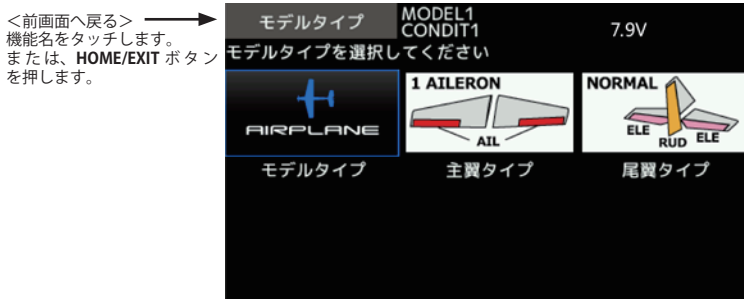 ＜前画面へ戻る＞
機能名をタッチします。
または、HOME/EXIT ボタン
を押します。
モデルタイプ
MODEL1
CONDIT1
7.9V
モデルタイプを選択してください
AIRPLANE
1 AILERON
AIL
NORMAL
ELE
RUD
ELE
モデルタイプ
主翼タイプ
尾翼タイプ